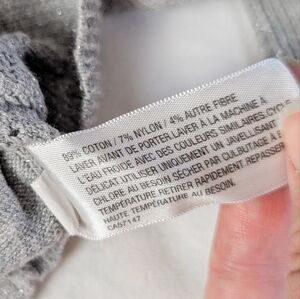 89% COTON / 7% NYLON / 4% AUTRE FIBRE
LAVER AVANT DE PORTER.LAVER À LA MACHINE À
L'EAU FROIDE AVEC DES COULEURS SIMILAIRES.CYCLE
DÉLICAT.UTILISER UNIQUEMENT UN JAVELLISANT
CHLORE AU BESOIN SÉCHER PAR CULBUTAGE À
TEMPÉRATURE RETIRER RAPIDEMENT.REPASSER
HAUTE TEMPÉRATURE AU BESOIN.
CA57147